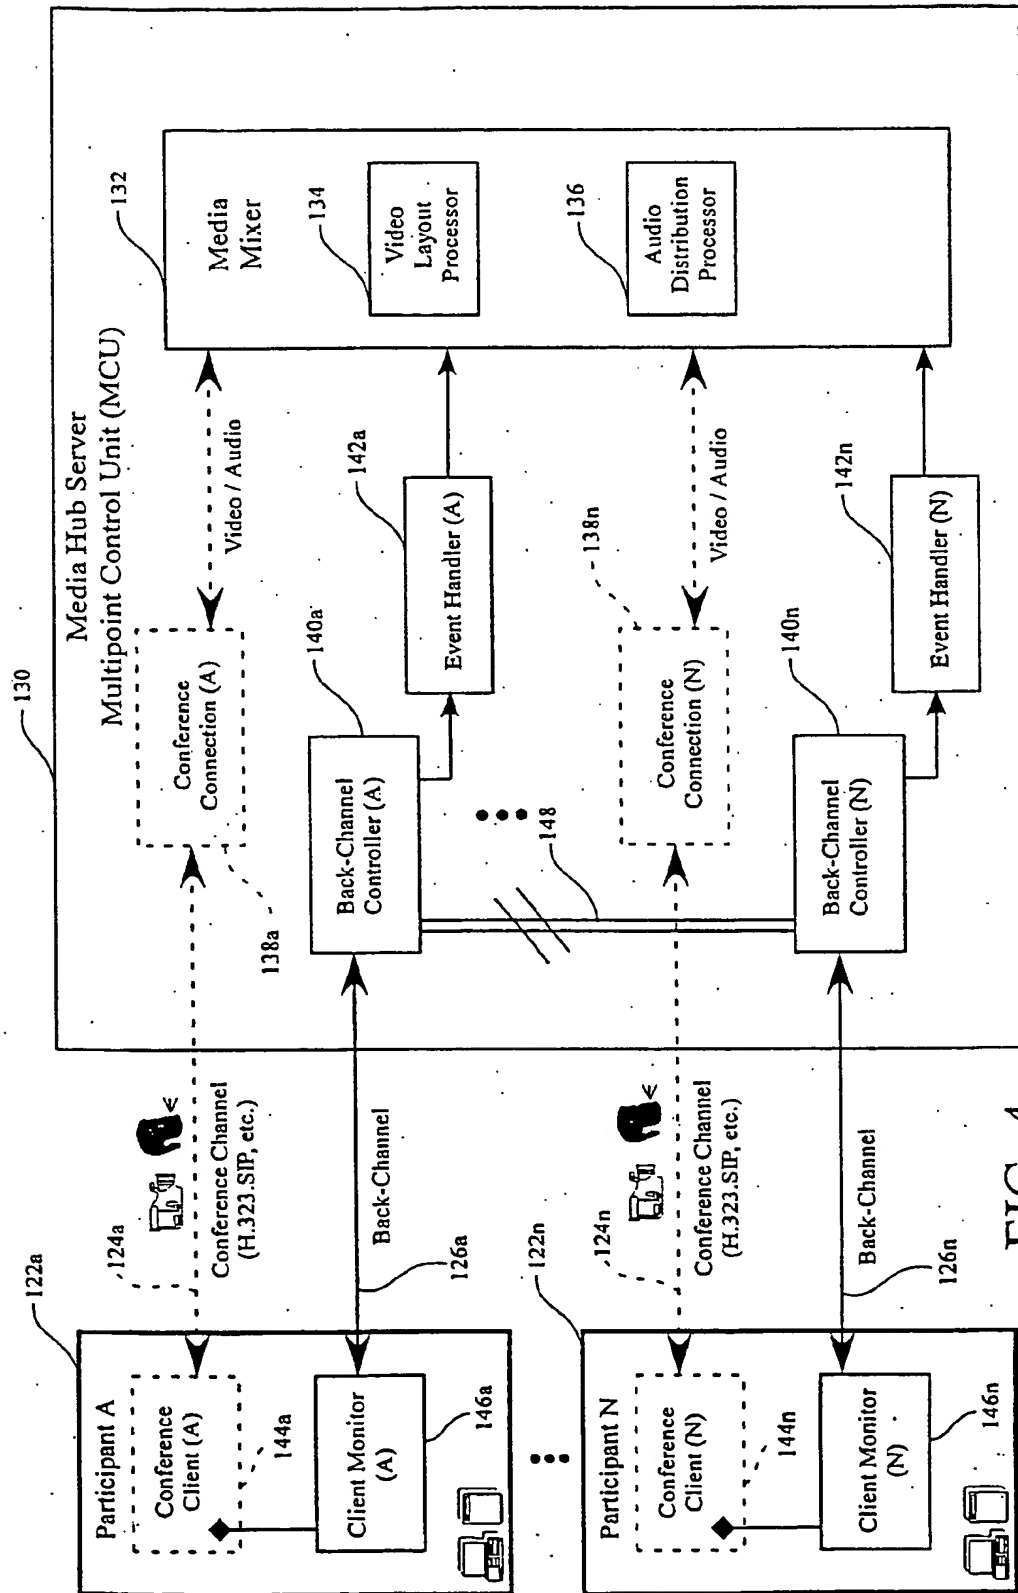 130
Media Hub Server
Multipoint Control Unit (MCU)
132
Media
Mixer
134
Video
Layout
Processor
136
Audio
Distribution
Processor
Conference
Connection (A)
138a
Video / Audio
Back-Channel
Controller (A)
140a
Event Handler (A)
142a
148
Conference
Connection (N)
138n
Video / Audio
Back-Channel
Controller (N)
140n
Event Handler (N)
142n
122a
Participant A
Conference
Client (A)
144a
Client Monitor
(A)
146a
124a
Conference Channel
(H.323.SIP, etc.)
Back-Channel
126a
122n
Participant N
Conference
Client (N)
144n
Client Monitor
(N)
146n
124n
Conference Channel
(H.323.SIP, etc.)
Back-Channel
126n
FIG. 4